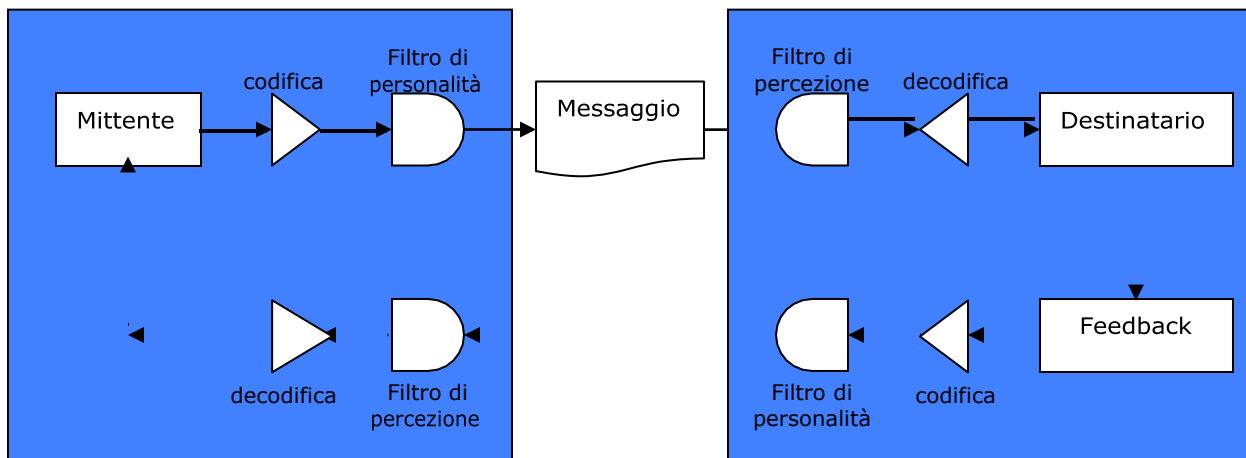 codifica
Filtro di
personalità
Mittente
Messaggio
Filtro di
percezione
decodifica
Destinatario
decodifica
Filtro di
percezione
Filtro di
personalità
codifica
Feedback